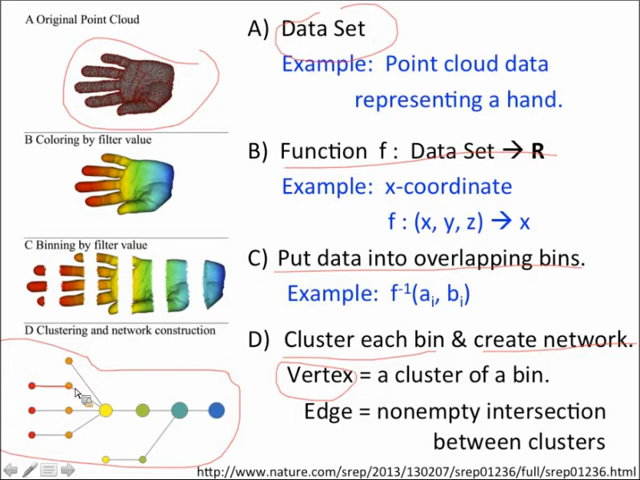 A Original Point Cloud
A) Data Set
Example: Point cloud data
representing a hand.
B Coloring by filter value
B) Function f : Data Set → R
Example: x-coordinate
f : (x, y, z) → x
C Binning by filter value
C) Put data into overlapping bins.
Example: f⁻¹(aᵢ, bᵢ)
D Clustering and network construction
D) Cluster each bin & create network.
Vertex = a cluster of a bin.
Edge = nonempty intersection
between clusters
http://www.nature.com/srep/2013/130207/srep01236/full/srep01236.html